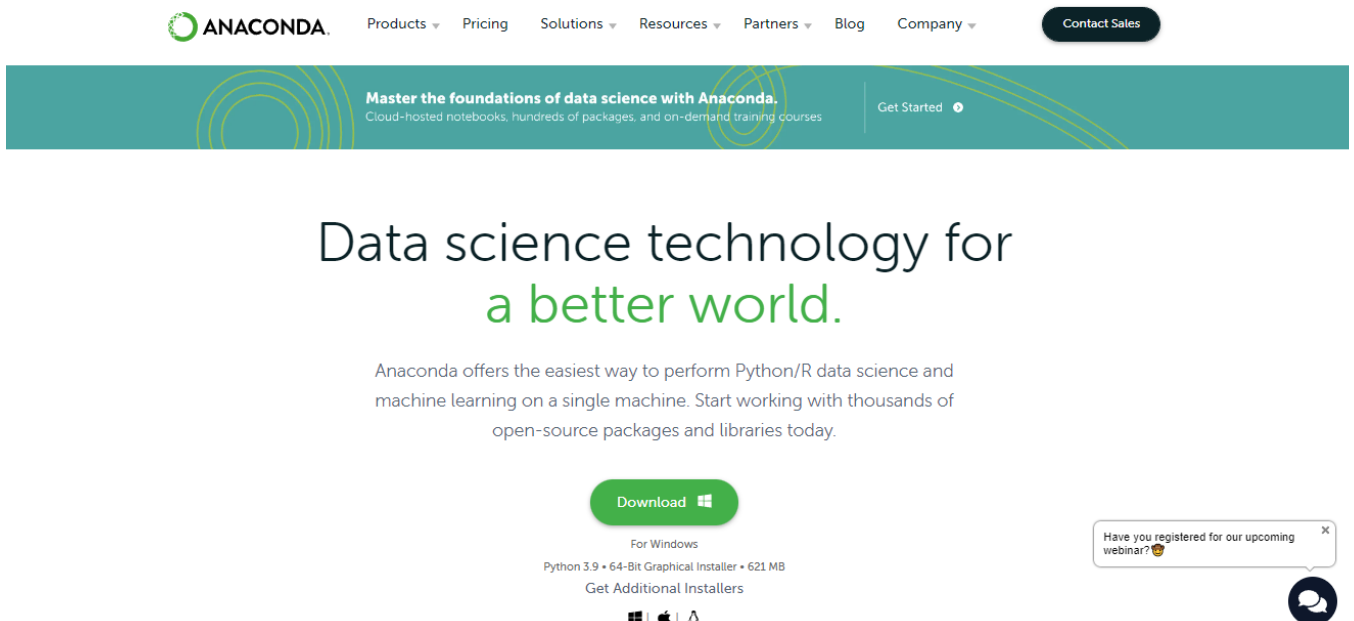 ANACONDA.
Products Pricing Solutions Resources Partners Blog Company Contact Sales
Master the foundations of data science with Anaconda.
Cloud-hosted notebooks, hundreds of packages, and on-demand training courses
Get Started
Data science technology for
a better world.
Anaconda offers the easiest way to perform Python/R data science and
machine learning on a single machine. Start working with thousands of
open-source packages and libraries today.
Download
For Windows
Python 3.9 • 64-Bit Graphical Installer • 621 MB
Get Additional Installers
Have you registered for our upcoming
webinar?🤠